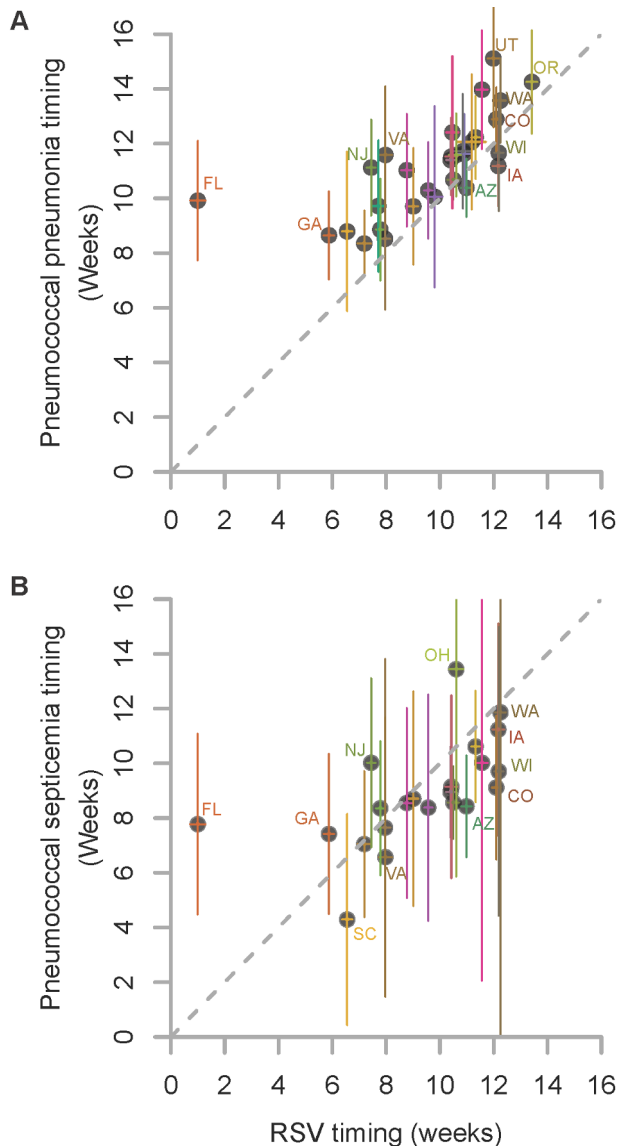 A
Pneumococcal pneumonia timing
(Weeks)
16
14
12
10
8
6
4
2
0
UT
OR
WA
CO
VA
NJ
WI
IA
AZ
FL
GA
0 2 4 6 8 10 12 14 16
B
Pneumococcal septicemia timing
(Weeks)
16
14
12
10
8
6
4
2
0
OH
WA
NJ
IA
WI
CO
FL
GA
AZ
VA
SC
0 2 4 6 8 10 12 14 16
RSV timing (weeks)